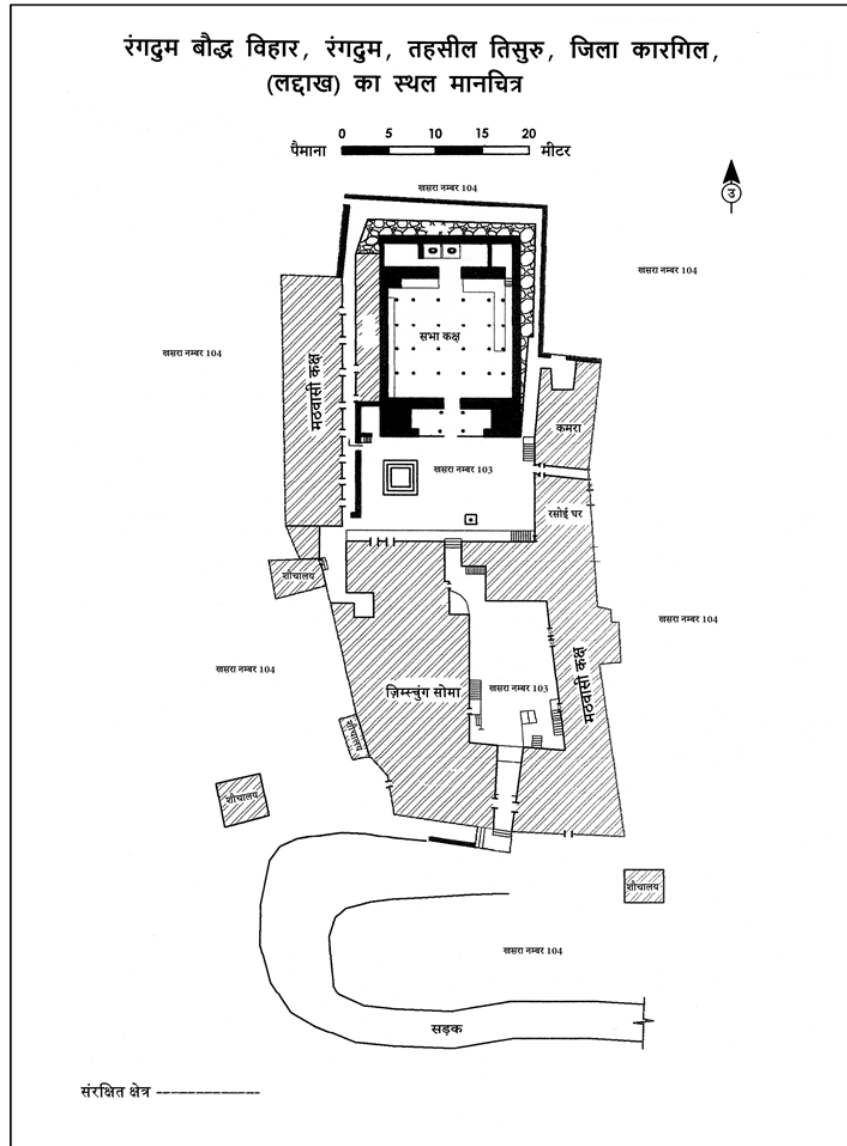 रंगदुम बौद्ध विहार, रंगदुम, तहसील तिसुरु, जिला कारगिल,
(लद्दाख) का स्थल मानचित्र
0 5 10 15 20
पैमाना मीटर
खसरा नम्बर 104
उ
खसरा नम्बर 104
सभा कक्ष
खसरा नम्बर 104
मठवासी कक्ष
कमरा
खसरा नम्बर 103
रसोई घर
शौचालय
खसरा नम्बर 104
खसरा नम्बर 104
मठवासी कक्ष
ज़िम्स्चुंग सोमा
खसरा नम्बर 103
शौचालय
शौचालय
शौचालय
खसरा नम्बर 104
सड़क
संरक्षित क्षेत्र --------------